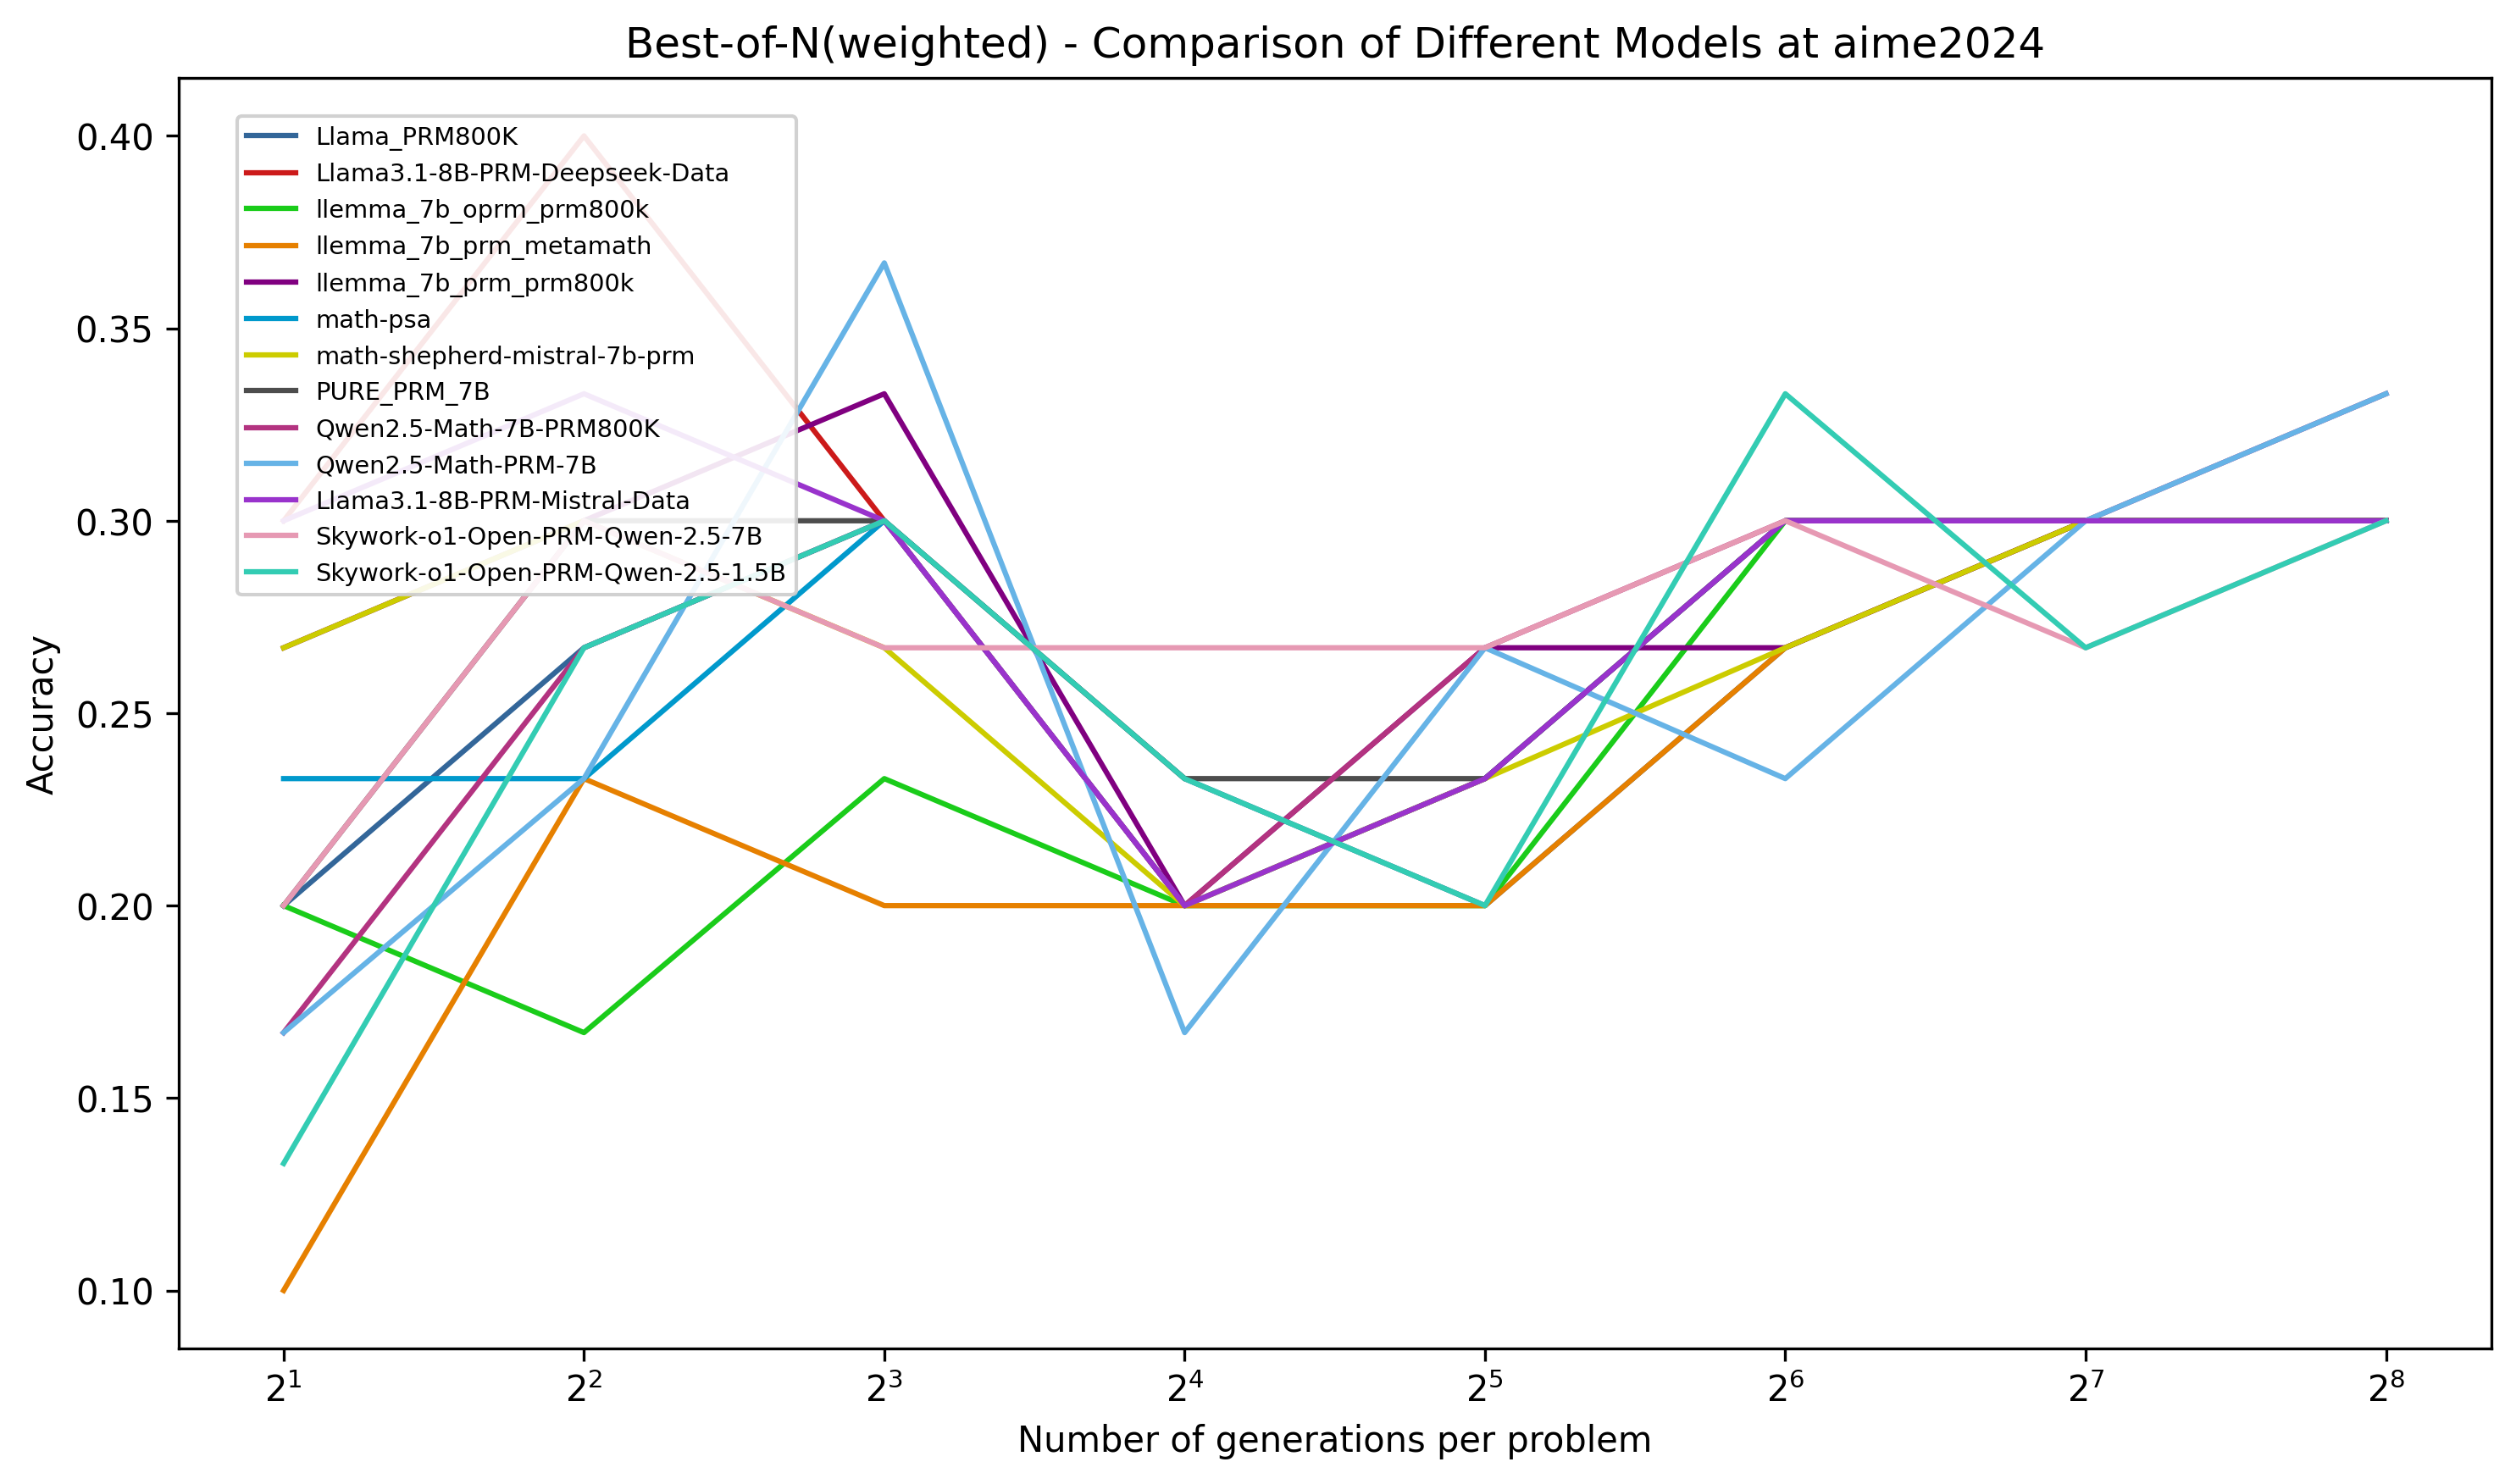 Best-of-N(weighted) - Comparison of Different Models at aime2024
Llama_PRM800K
Llama3.1-8B-PRM-Deepseek-Data
llemma_7b_oprm_prm800k
llemma_7b_prm_metamath
llemma_7b_prm_prm800k
math-psa
math-shepherd-mistral-7b-prm
PURE_PRM_7B
Qwen2.5-Math-7B-PRM800K
Qwen2.5-Math-PRM-7B
Llama3.1-8B-PRM-Mistral-Data
Skywork-o1-Open-PRM-Qwen-2.5-7B
Skywork-o1-Open-PRM-Qwen-2.5-1.5B
Accuracy
0.40
0.35
0.30
0.25
0.20
0.15
0.10
2¹ 2² 2³ 2⁴ 2⁵ 2⁶ 2⁷ 2⁸
Number of generations per problem